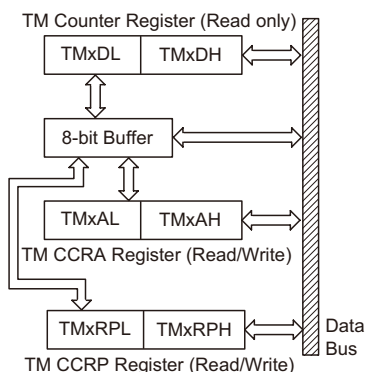 TM Counter Register (Read only)
TMxDL TMxDH
8-bit Buffer
TMxAL TMxAH
TM CCRA Register (Read/Write)
TMxRPL TMxRPH
Data
Bus
TM CCRP Register (Read/Write)